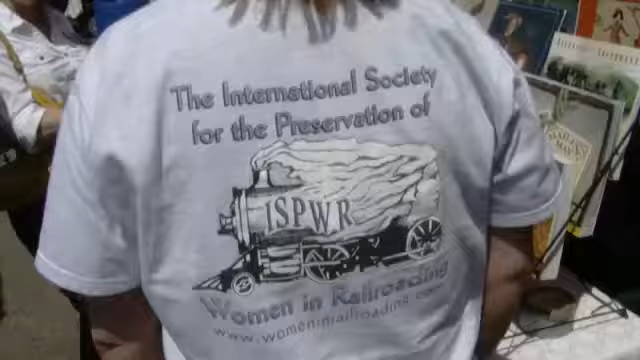 The International Society
for the Preservation of
ISPWR
Women in Railroading
www.womeninrailroading.com